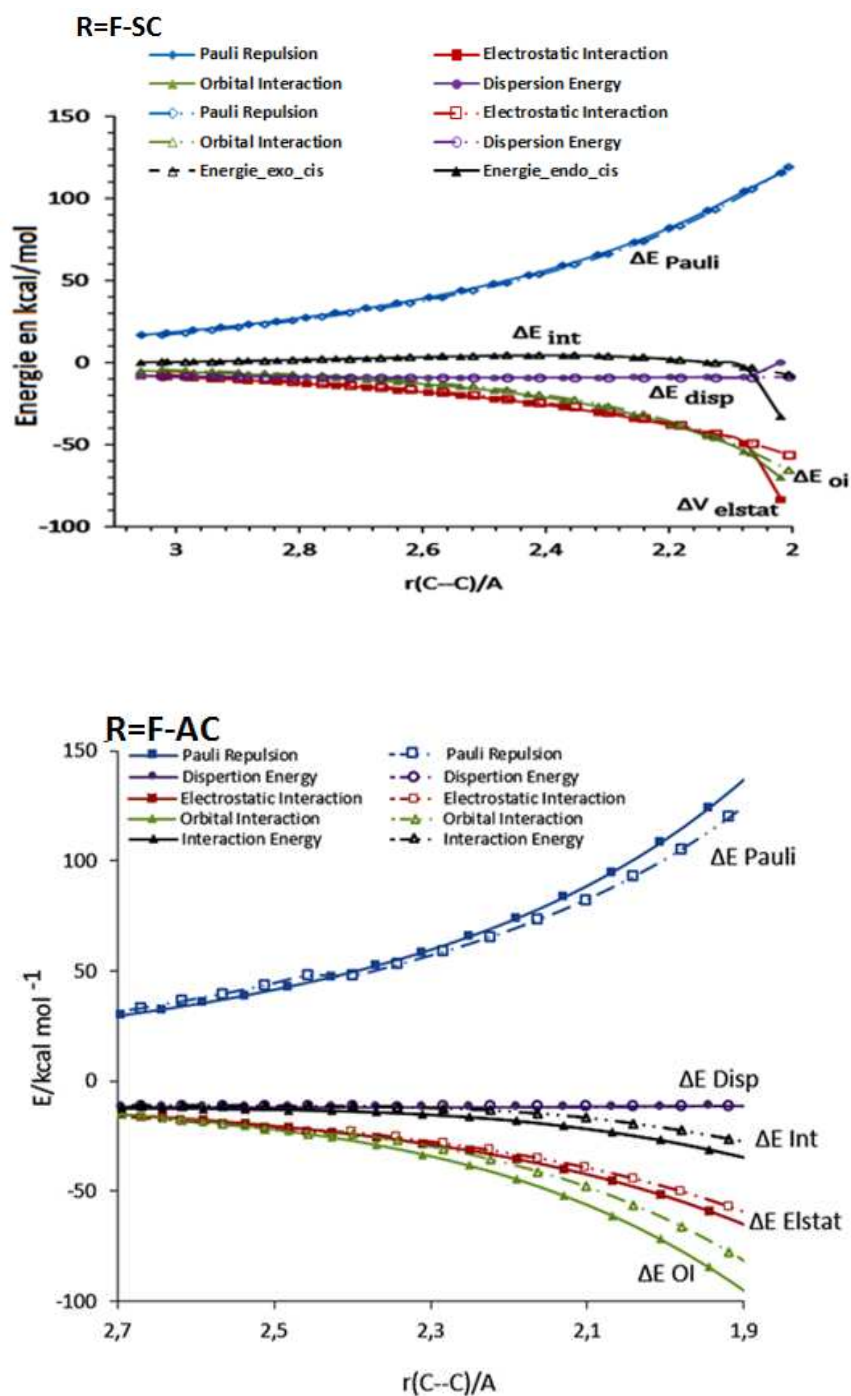 R=F-SC
Pauli Repulsion Electrostatic Interaction
Orbital Interaction Dispersion Energy
Pauli Repulsion Electrostatic Interaction
Orbital Interaction Dispersion Energy
Energie_exo_cis Energie_endo_cis
150
100
50
0
-50
-100
Energie en kcal/mol
ΔE Pauli
ΔE int
ΔE disp
ΔE oi
ΔV elstat
3 2,8 2,6 2,4 2,2 2
r(C--C)/A
R=F-AC
Pauli Repulsion Pauli Repulsion
Dispertion Energy Dispertion Energy
Electrostatic Interaction Electrostatic Interaction
Orbital Interaction Orbital Interaction
Interaction Energy Interaction Energy
150
100
50
0
-50
-100
E/kcal mol -1
ΔE Pauli
ΔE Disp
ΔE Int
ΔE Elstat
ΔE OI
2,7 2,5 2,3 2,1 1,9
r(C--C)/A